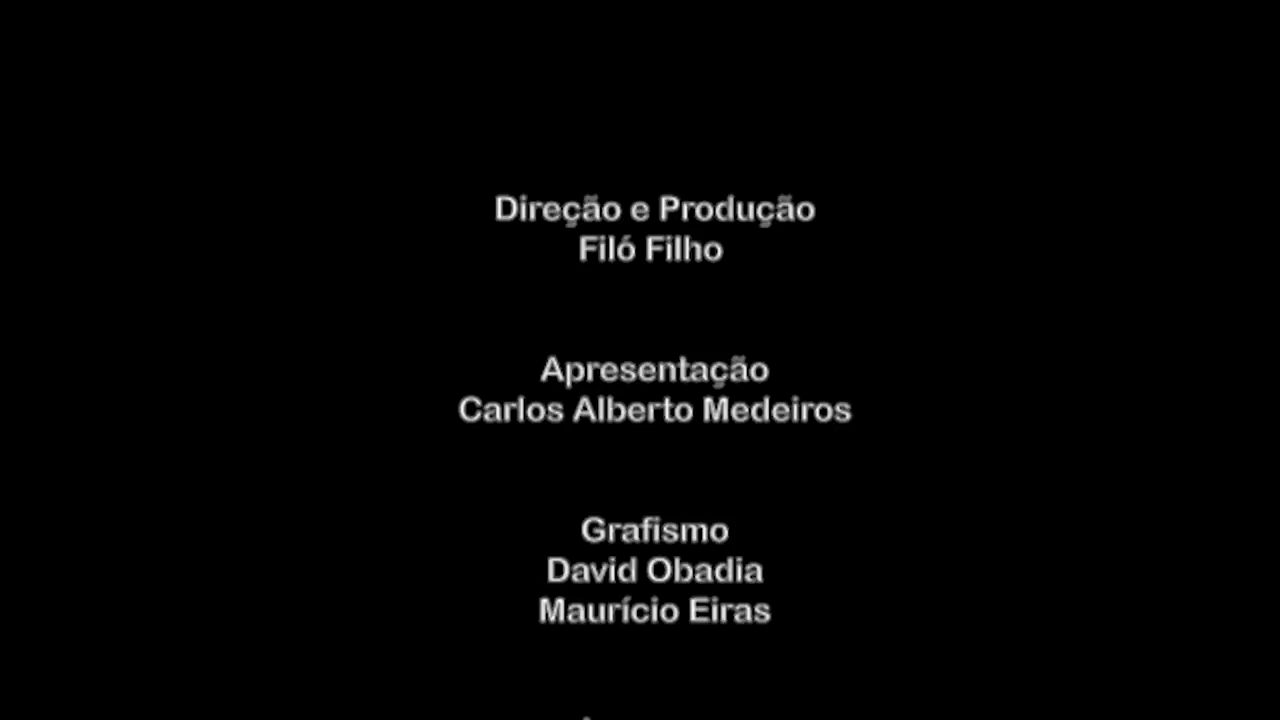 Direção e Produção
Filó Filho
Apresentação
Carlos Alberto Medeiros
Grafismo
David Obadia
Maurício Eiras